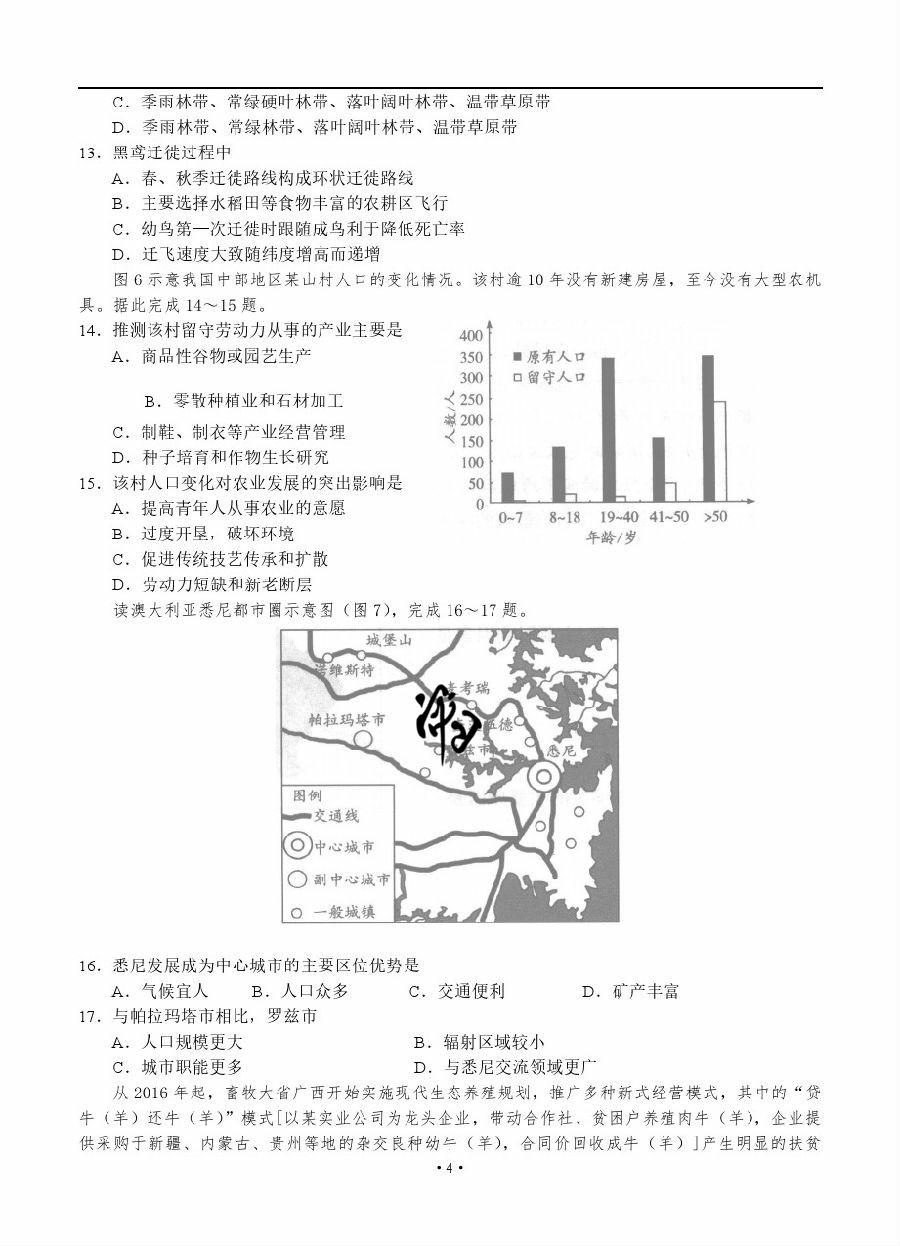 C．季雨林带、常绿硬叶林带、落叶阔叶林带、温带草原带
D．季雨林带、常绿林带、落叶阔叶林带、温带草原带
13．黑鸢迁徙过程中
A．春、秋季迁徙路线构成环状迁徙路线
B．主要选择水稻田等食物丰富的农耕区飞行
C．幼鸟第一次迁徙时跟随成鸟利于降低死亡率
D．迁飞速度大致随纬度增高而递增
图 6 示意我国中部地区某山村人口的变化情况。该村逾 10 年没有新建房屋，至今没有大型农机
具。据此完成 14～15 题。
14．推测该村留守劳动力从事的产业主要是
A．商品性谷物或园艺生产
B．零散种植业和石材加工
C．制鞋、制衣等产业经营管理
D．种子培育和作物生长研究
15．该村人口变化对农业发展的突出影响是
A．提高青年人从事农业的意愿
B．过度开垦，破坏环境
C．促进传统技艺传承和扩散
D．劳动力短缺和新老断层
人数/人
400
350
300
250
200
150
100
50
0
原有人口
留守人口
0~7 8~18 19~40 41~50 >50
年龄/岁
读澳大利亚悉尼都市圈示意图（图 7），完成 16～17 题。
城堡山
诺维斯特
考瑞
帕拉玛塔市
伍德
兹市
悉尼
图例
交通线
中心城市
副中心城市
一般城镇
16．悉尼发展成为中心城市的主要区位优势是
A．气候宜人 B．人口众多 C．交通便利 D．矿产丰富
17．与帕拉玛塔市相比，罗兹市
A．人口规模更大 B．辐射区域较小
C．城市职能更多 D．与悉尼交流领域更广
从 2016 年起，畜牧大省广西开始实施现代生态养殖规划，推广多种新式经营模式，其中的“贷
牛（羊）还牛（羊）”模式[以某实业公司为龙头企业，带动合作社、贫困户养殖肉牛（羊），企业提
供采购于新疆、内蒙古、贵州等地的杂交良种幼牛（羊），合同价回收成牛（羊）]产生明显的扶贫
·4·